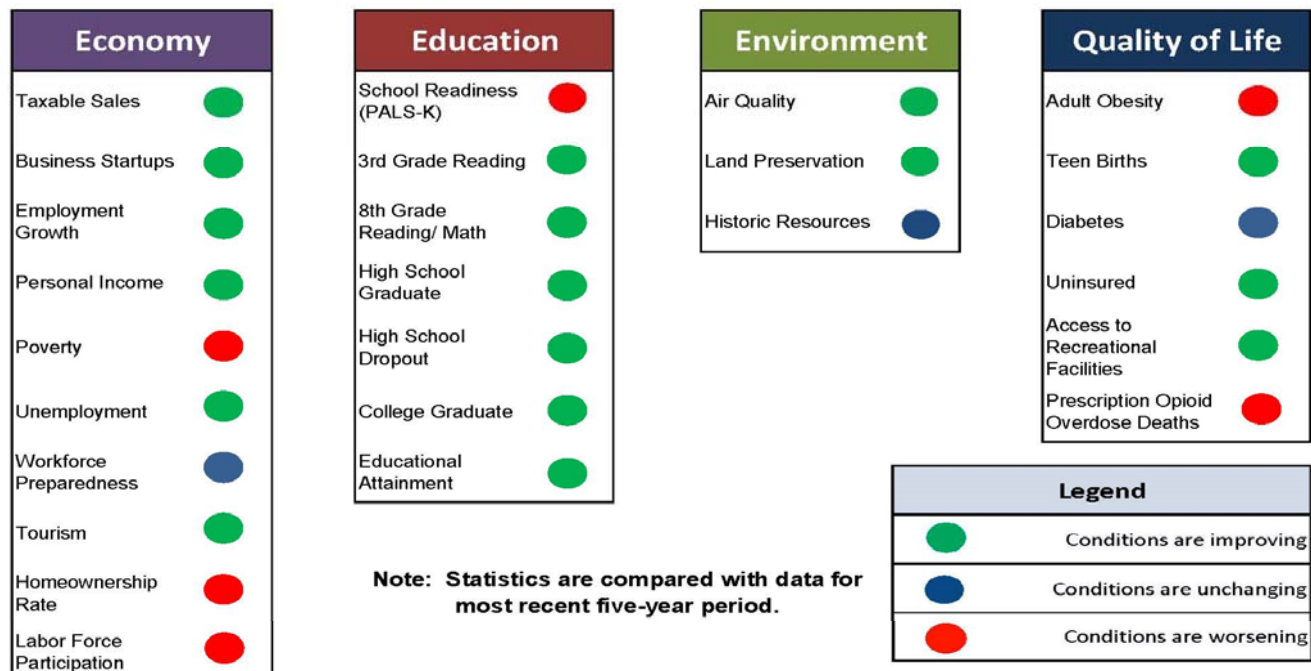 Economy
Taxable Sales
Business Startups
Employment
Growth
Personal Income
Poverty
Unemployment
Workforce
Preparedness
Tourism
Homeownership
Rate
Labor Force
Participation
Education
School Readiness
(PALS-K)
3rd Grade Reading
8th Grade
Reading/ Math
High School
Graduate
High School
Dropout
College Graduate
Educational
Attainment
Environment
Air Quality
Land Preservation
Historic Resources
Quality of Life
Adult Obesity
Teen Births
Diabetes
Uninsured
Access to
Recreational
Facilities
Prescription Opioid
Overdose Deaths
Legend
Conditions are improving
Conditions are unchanging
Conditions are worsening
Note: Statistics are compared with data for
most recent five-year period.